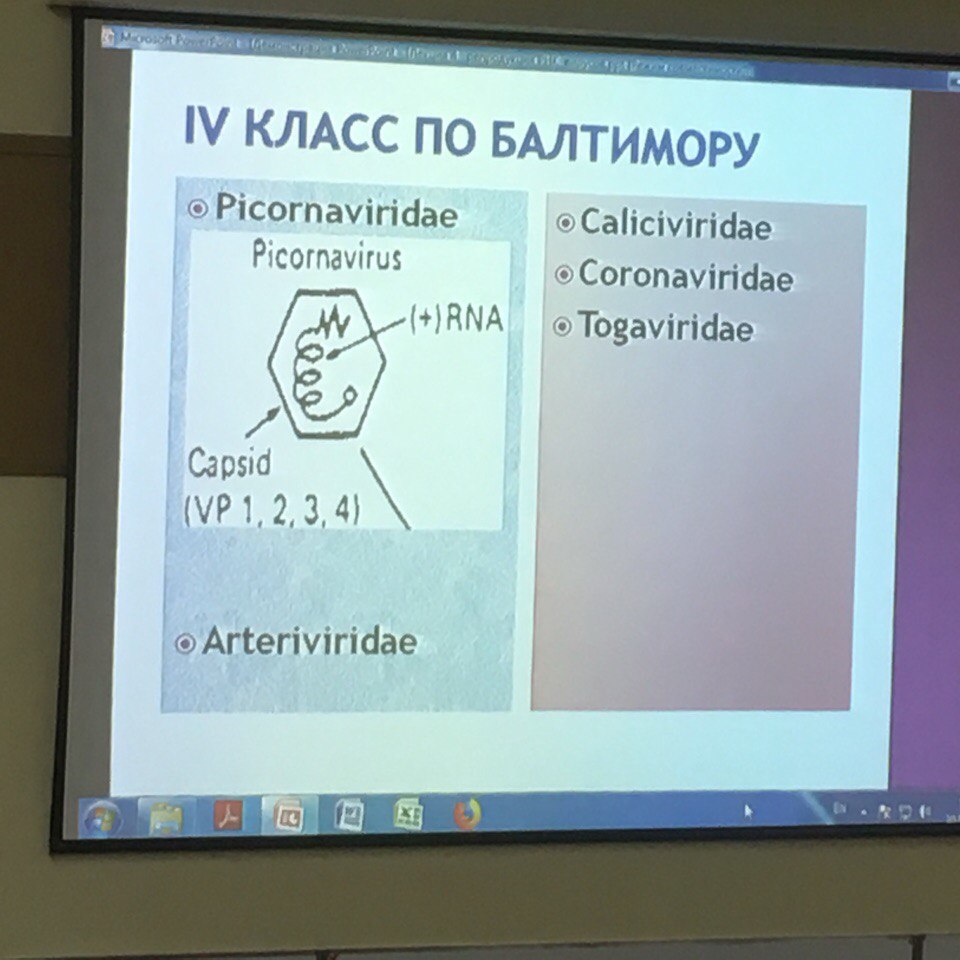 Microsoft PowerPoint
IV КЛАСС ПО БАЛТИМОРУ
Picornaviridae
Picornavirus
(+)RNA
Capsid
(VP 1, 2, 3, 4)
Arteriviridae
Caliciviridae
Coronaviridae
Togaviridae
EN